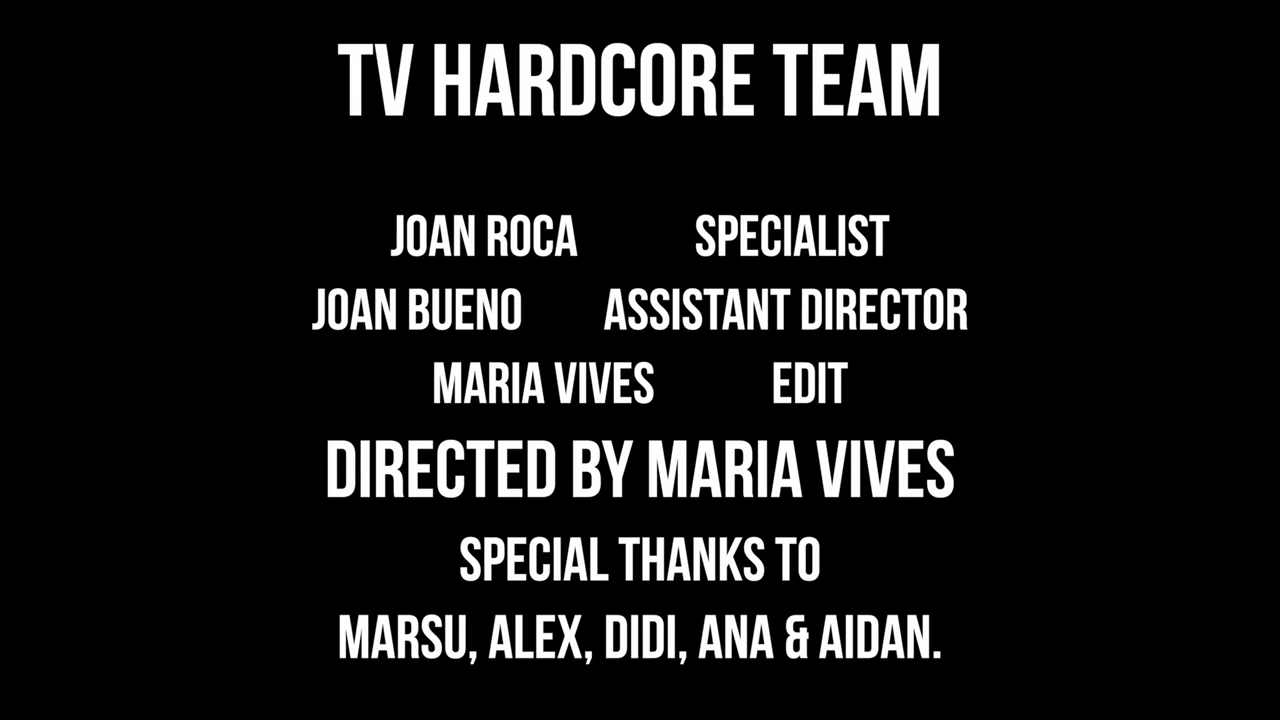 TV HARDCORE TEAM
JOAN ROCA SPECIALIST
JOAN BUENO ASSISTANT DIRECTOR
MARIA VIVES EDIT
DIRECTED BY MARIA VIVES
SPECIAL THANKS TO
MARSU, ALEX, DIDI, ANA & AIDAN.